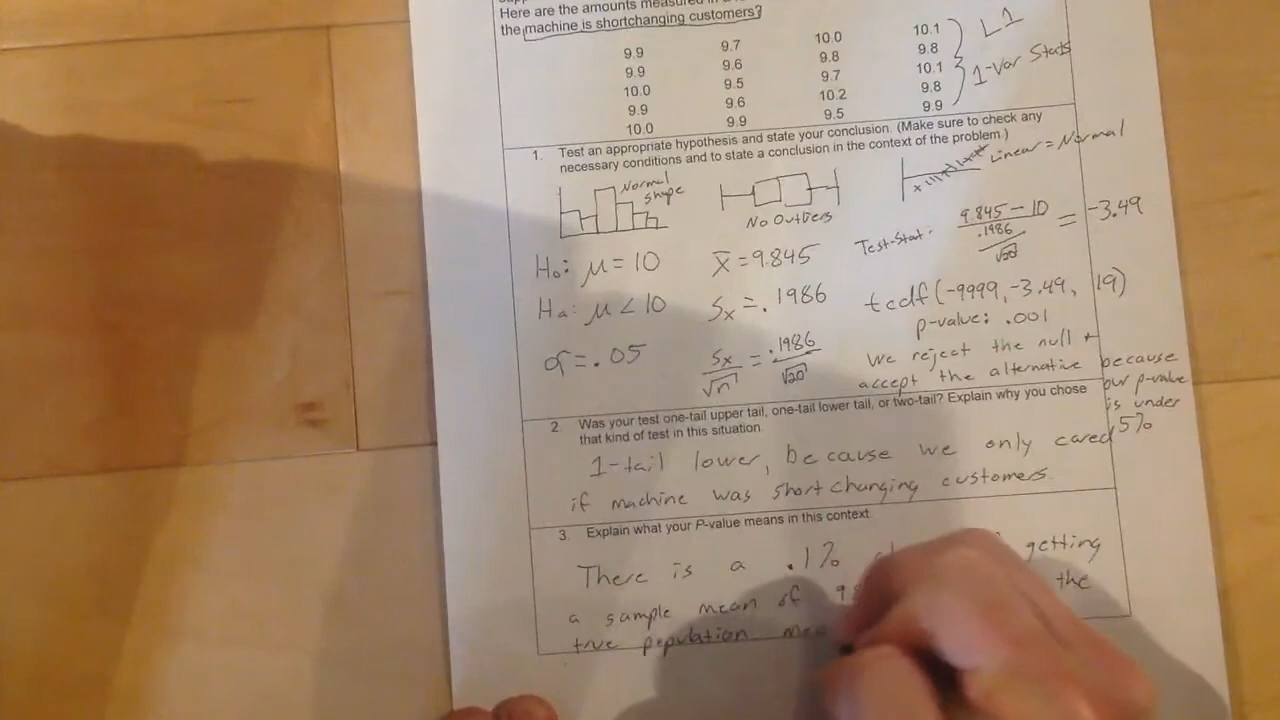 Here are the amounts measured in a
the machine is shortchanging customers?
9.9 9.7 10.0 10.1
9.9 9.6 9.8 9.8
10.0 9.5 9.7 10.1
9.9 9.6 10.2 9.8
10.0 9.9 9.5 9.9
L1
1-Var Stats
1. Test an appropriate hypothesis and state your conclusion. (Make sure to check any
necessary conditions and to state a conclusion in the context of the problem.)
Normal
shape
No Outliers
Linear = Normal
H₀: μ = 10
Hₐ: μ < 10
α = .05
x̄ = 9.845
Sx = .1986
Sx/√n = .1986/√20
Test-Stat: (9.845 - 10)/(.1986/√20) = -3.49
tcdf(-9999, -3.49, 19)
p-value: .001
We reject the null +
accept the alternative because
our p-value
is under
5%
2. Was your test one-tail upper tail, one-tail lower tail, or two-tail? Explain why you chose
that kind of test in this situation.
1-tail lower, because we only cared
if machine was shortchanging customers.
3. Explain what your P-value means in this context.
There is a .1% getting
a sample mean of the
true population